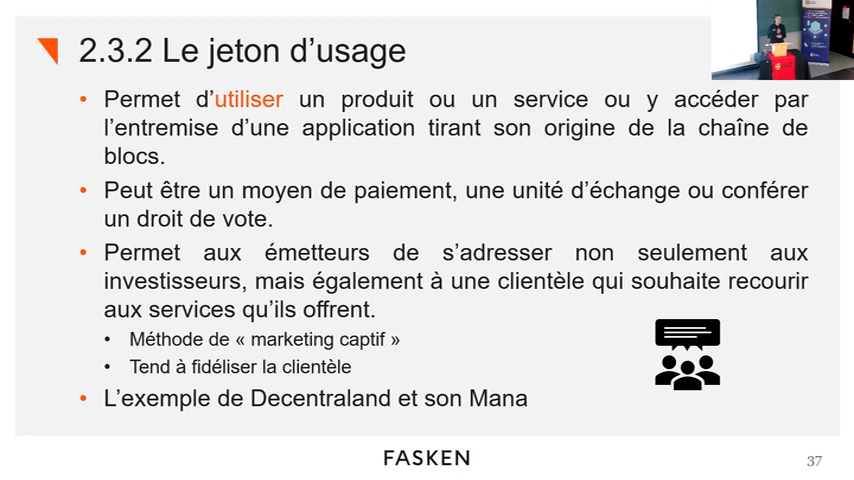 2.3.2 Le jeton d’usage
• Permet d’utiliser un produit ou un service ou y accéder par
l’entremise d’une application tirant son origine de la chaîne de
blocs.
• Peut être un moyen de paiement, une unité d’échange ou conférer
un droit de vote.
• Permet aux émetteurs de s’adresser non seulement aux
investisseurs, mais également à une clientèle qui souhaite recourir
aux services qu’ils offrent.
• Méthode de « marketing captif »
• Tend à fidéliser la clientèle
• L’exemple de Decentraland et son Mana
FASKEN
37